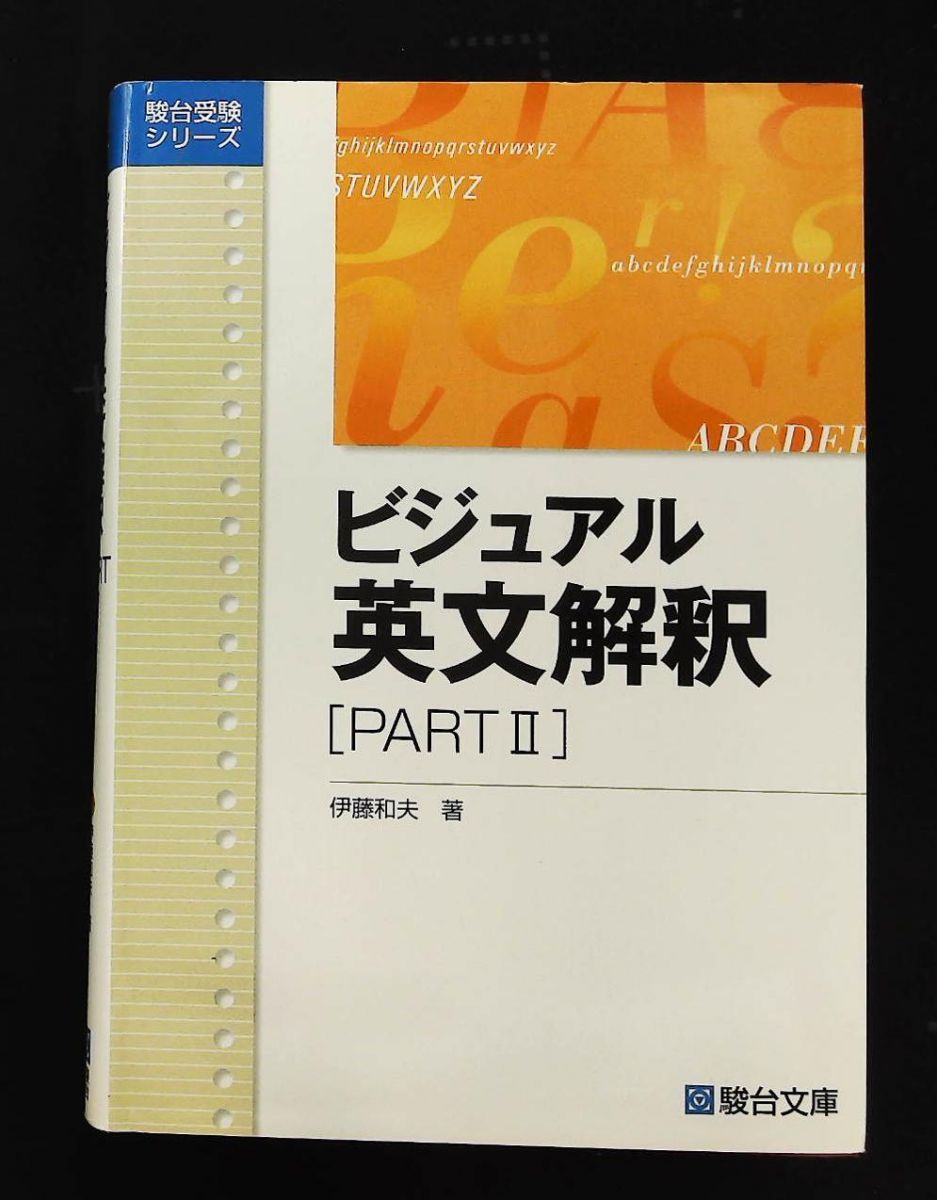 駿台受験
シリーズ
fghijklmnopqrstuvwxyz
STUVWXYZ
abcdefghijklmnopq
ABCDEF
ビジュアル
英文解釈
[PART Ⅱ]
伊藤和夫 著
駿台文庫